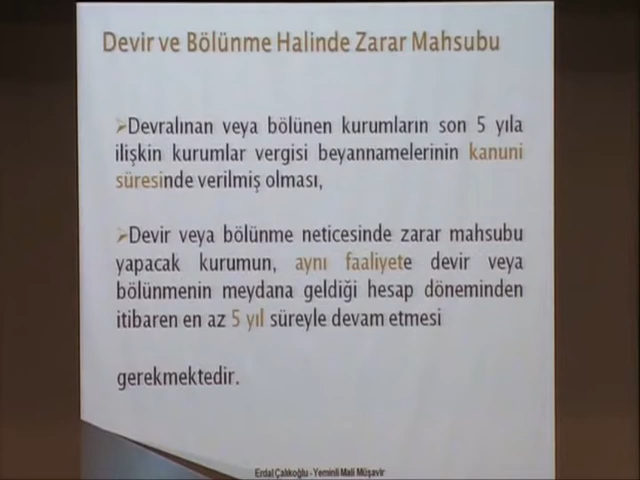 Devir ve Bölünme Halinde Zarar Mahsubu
➢Devralınan veya bölünen kurumların son 5 yıla
ilişkin kurumlar vergisi beyannamelerinin kanuni
süresinde verilmiş olması,
➢Devir veya bölünme neticesinde zarar mahsubu
yapacak kurumun, aynı faaliyete devir veya
bölünmenin meydana geldiği hesap döneminden
itibaren en az 5 yıl süreyle devam etmesi
gerekmektedir.
Erdal Çalıkoğlu - Yeminli Mali Müşavir